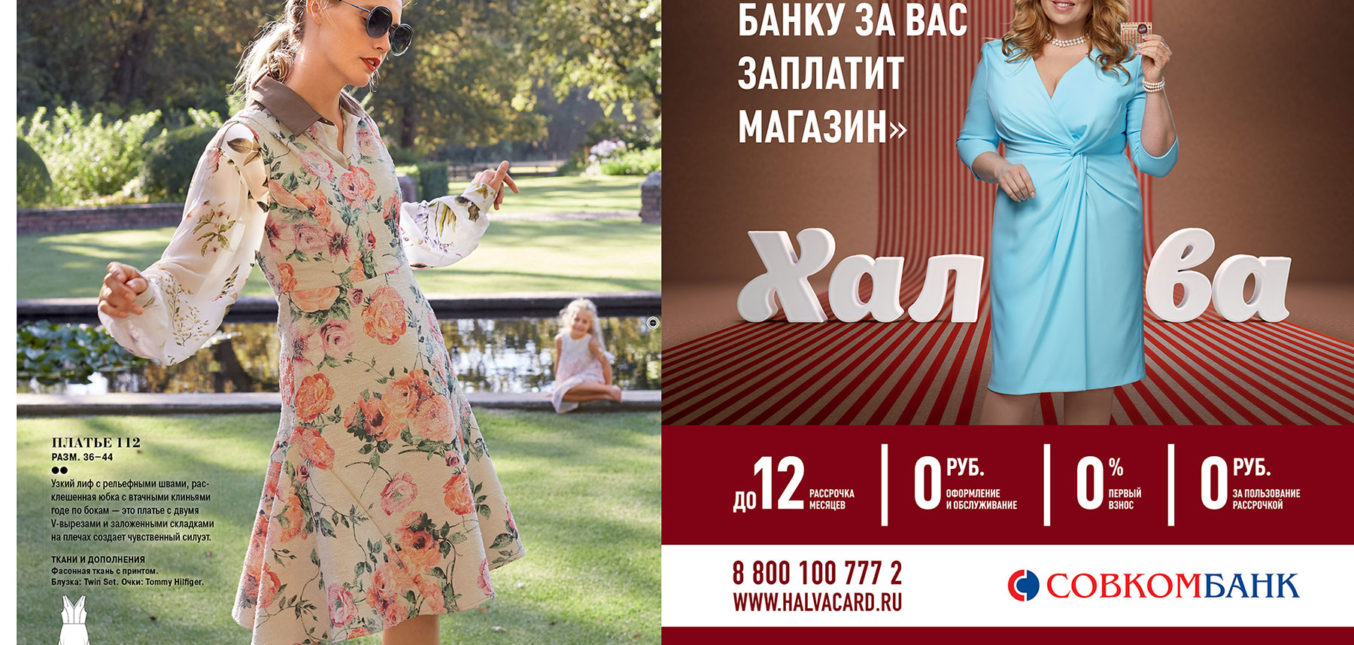 ПЛАТЬЕ 112
РАЗМ. 36–44
Узкий лиф с рельефными швами, рас-
клешенная юбка с втачными клиньями
годе по бокам — это платье с двумя
V-вырезами и заложенными складками
на плечах создает чувственный силуэт.
ТКАНИ И ДОПОЛНЕНИЯ
Фасонная ткань с принтом.
Блузка: Twin Set. Очки: Tommy Hilfiger.
БАНКУ ЗА ВАС
ЗАПЛАТИТ
МАГАЗИН»
Халва
ДО 12 РАССРОЧКА
МЕСЯЦЕВ
0 РУБ.
ОФОРМЛЕНИЕ
И ОБСЛУЖИВАНИЕ
0 %
ПЕРВЫЙ
ВЗНОС
0 РУБ.
ЗА ПОЛЬЗОВАНИЕ
РАССРОЧКОЙ
8 800 100 777 2
WWW.HALVACARD.RU
СОВКОМБАНК